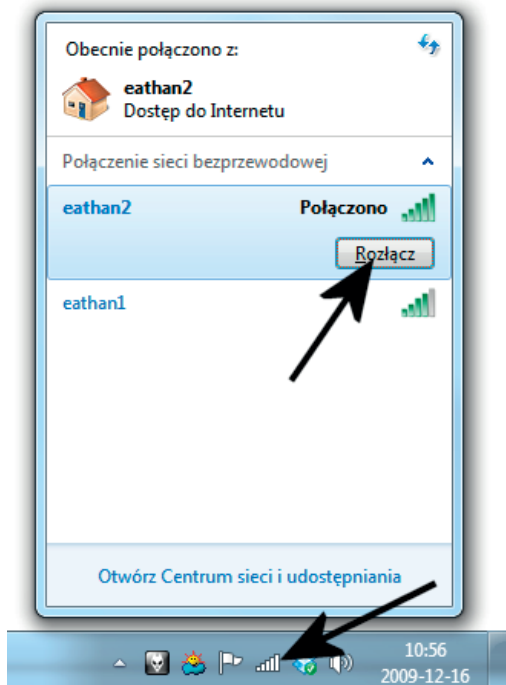 Obecnie połączono z:
eathan2
Dostęp do Internetu
Połączenie sieci bezprzewodowej
eathan2 Połączono
Rozłącz
eathan1
Otwórz Centrum sieci i udostępniania
10:56
2009-12-16